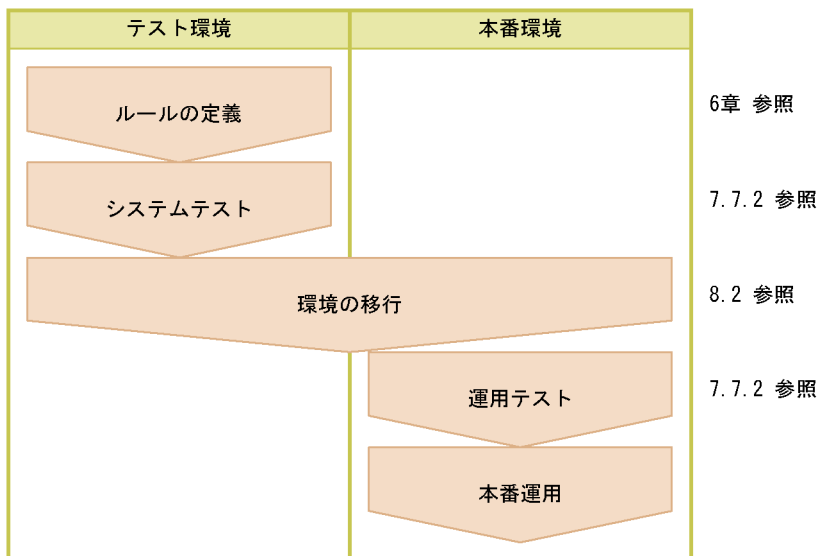 テスト環境
本番環境
ルールの定義
6章 参照
システムテスト
7.7.2 参照
環境の移行
8.2 参照
運用テスト
7.7.2 参照
本番運用